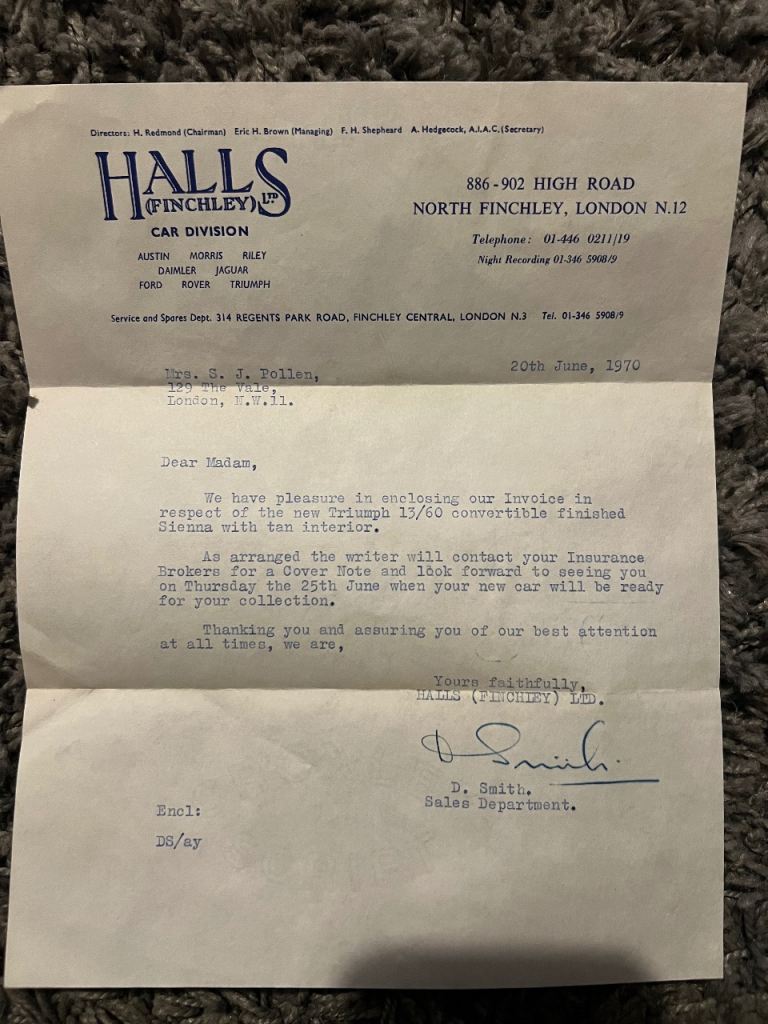 Directors: H. Redmond (Chairman) Eric H. Brown (Managing) F. H. Shepheard A. Hedgecock, A.I.A.C. (Secretary)
HALLS
(FINCHLEY) LTD
CAR DIVISION
AUSTIN MORRIS RILEY
DAIMLER JAGUAR
FORD ROVER TRIUMPH
886-902 HIGH ROAD
NORTH FINCHLEY, LONDON N.12
Telephone: 01-446 0211/19
Night Recording 01-346 5908/9
Service and Spares Dept. 314 REGENTS PARK ROAD, FINCHLEY CENTRAL, LONDON N.3 Tel. 01-346 5908/9
Mrs. S. J. Pollen,
129 The Vale,
London, N.W.11.
20th June, 1970
Dear Madam,
We have pleasure in enclosing our Invoice in
respect of the new Triumph 13/60 convertible finished
Sienna with tan interior.
As arranged the writer will contact your Insurance
Brokers for a Cover Note and look forward to seeing you
on Thursday the 25th June when your new car will be ready
for your collection.
Thanking you and assuring you of our best attention
at all times, we are,
Yours faithfully,
HALLS (FINCHLEY) LTD.
D Smith.
D. Smith.
Sales Department.
Encl:
DS/ay